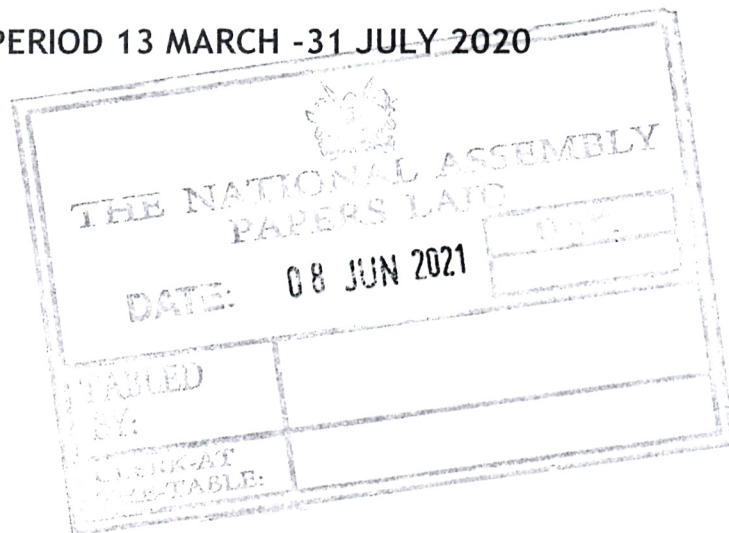 PERIOD 13 MARCH -31 JULY 2020
THE NATIONAL ASSEMBLY
PAPERS LAID
DATE: 08 JUN 2021
TABLED
BY:
CLERK-AT
THE-TABLE: